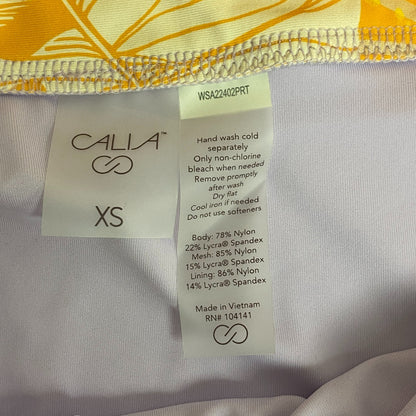 CALIA™
XS
WSA22402PRT
Hand wash cold
separately
Only non-chlorine
bleach when needed
Remove promptly
after wash
Dry flat
Cool iron if needed
Do not use softeners
Body: 78% Nylon
22% Lycra® Spandex
Mesh: 85% Nylon
15% Lycra® Spandex
Lining: 86% Nylon
14% Lycra® Spandex
Made in Vietnam
RN# 104141